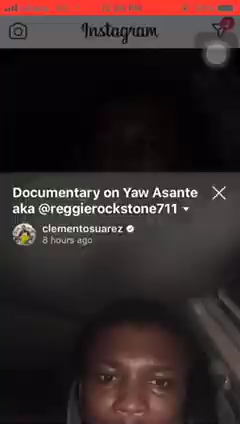 Instagram
Documentary on Yaw Asante
aka @reggierockstone711
clementosuarez
8 hours ago